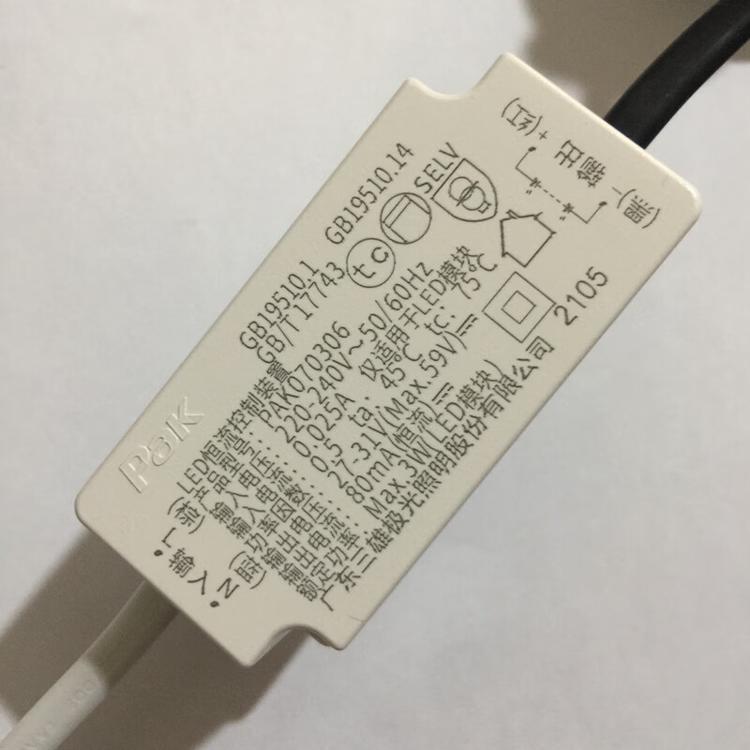 PaK
LED恒流控制装置
产品型号: PAK070306
输入电压: 220-240V~50/60Hz
输入电流: 0.025A 仅适用于LED模块
功率因数: 0.5 ta: 45℃ tc: 75℃
输出电压: 27-31V(Max.59V)⎓
输出电流: 80mA(恒流)⎓
额定功率: Max.3W(LED模块)
广东三雄极光照明股份有限公司 2105
GB19510.1 GB19510.14
GB/T 17743
tc
SELV
(红) +
输出
(黑) -
L
输入
N
300